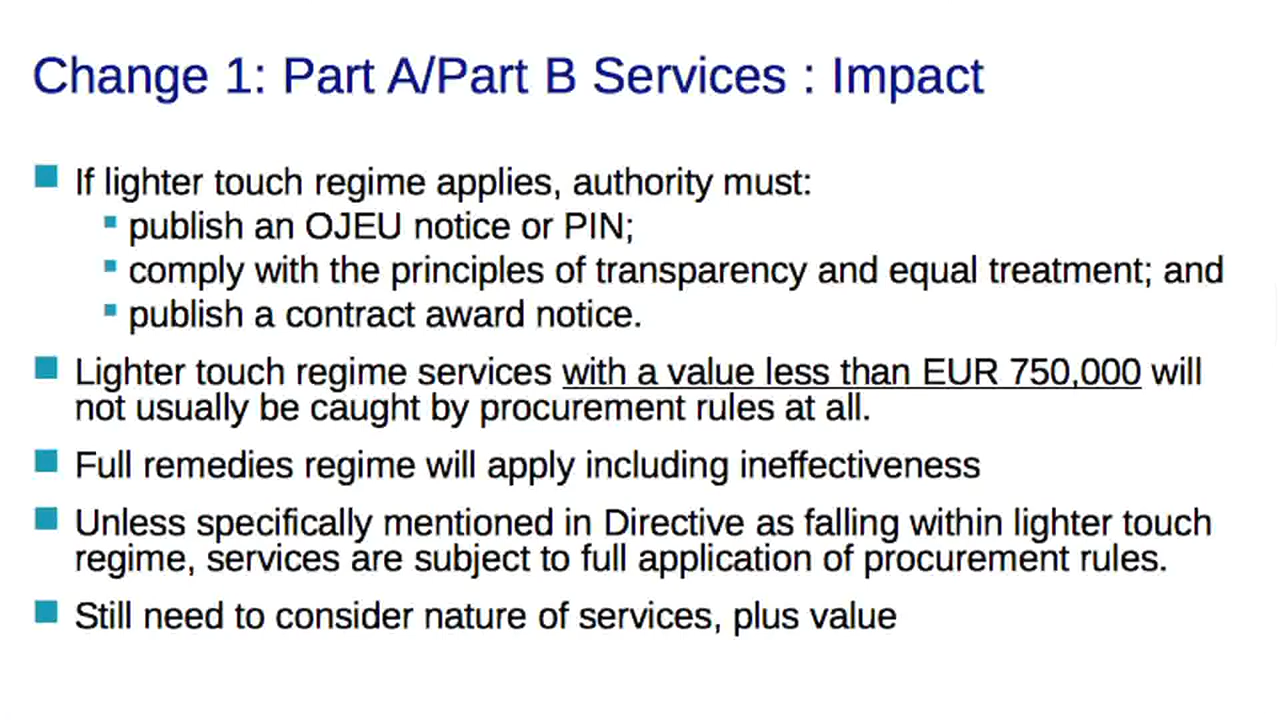 Change 1: Part A/Part B Services : Impact
If lighter touch regime applies, authority must:
publish an OJEU notice or PIN;
comply with the principles of transparency and equal treatment; and
publish a contract award notice.
Lighter touch regime services with a value less than EUR 750,000 will
not usually be caught by procurement rules at all.
Full remedies regime will apply including ineffectiveness
Unless specifically mentioned in Directive as falling within lighter touch
regime, services are subject to full application of procurement rules.
Still need to consider nature of services, plus value